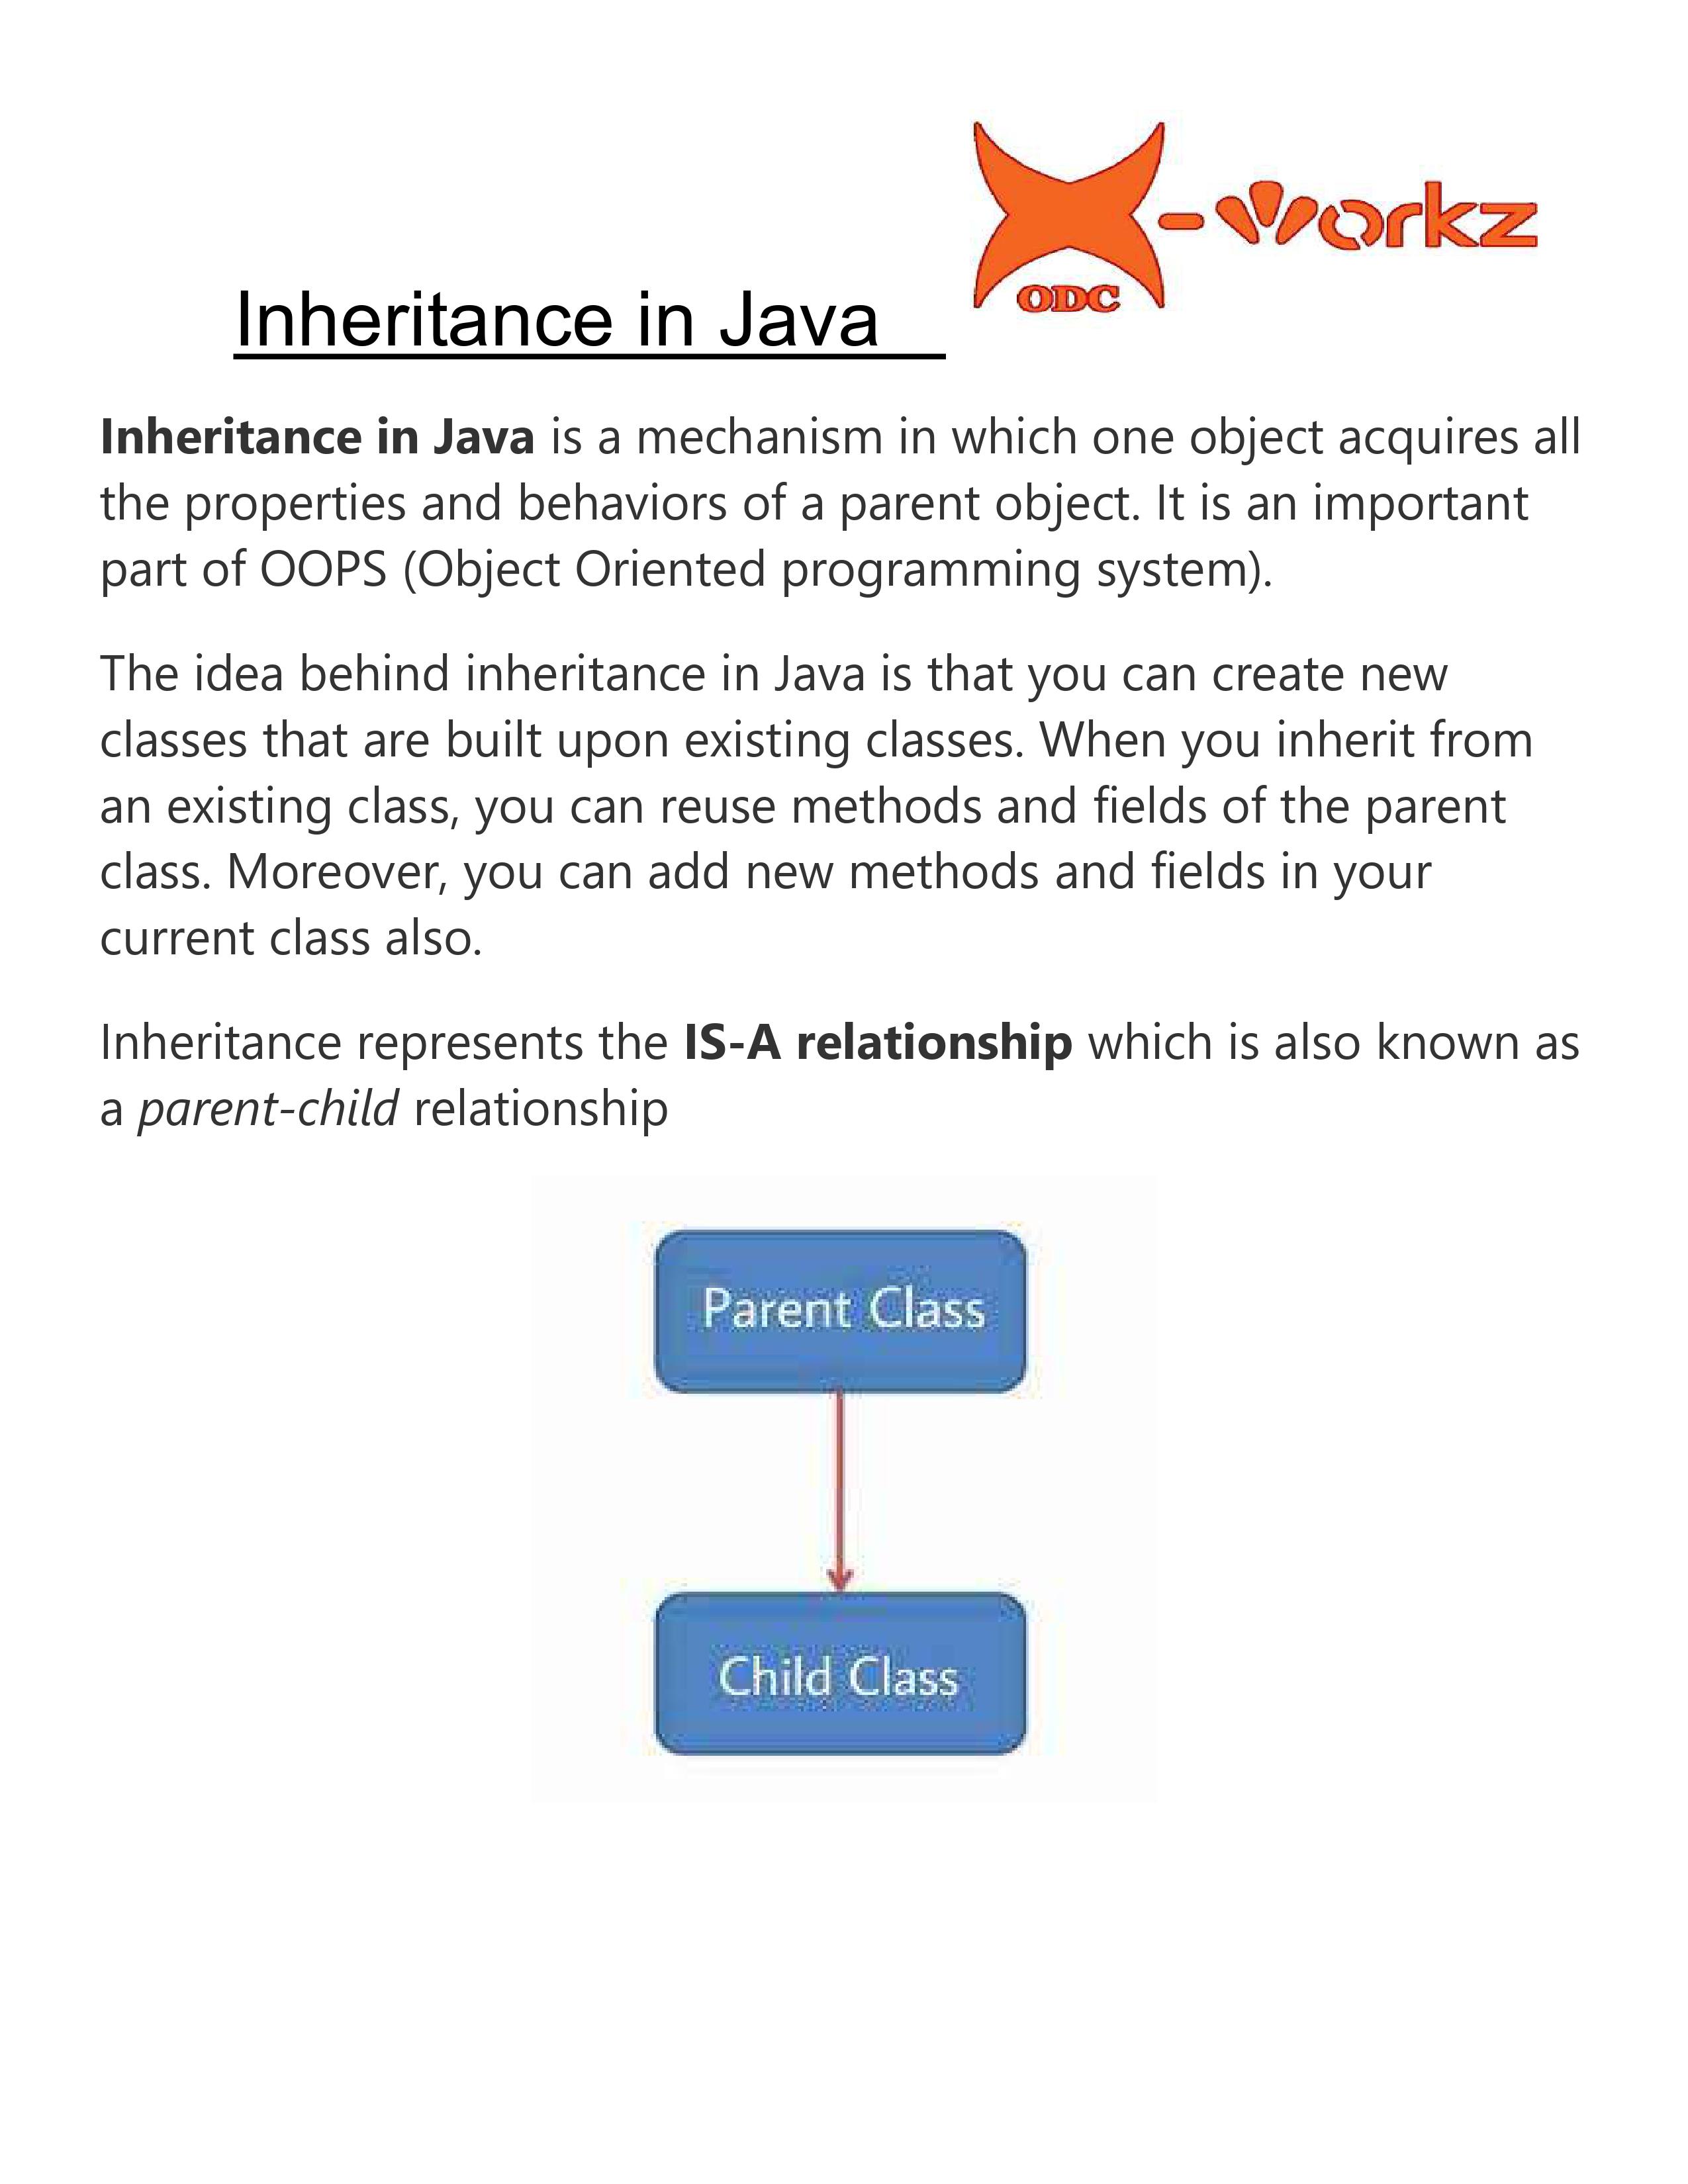 X-workz
ODC
Inheritance in Java
Inheritance in Java is a mechanism in which one object acquires all
the properties and behaviors of a parent object. It is an important
part of OOPS (Object Oriented programming system).
The idea behind inheritance in Java is that you can create new
classes that are built upon existing classes. When you inherit from
an existing class, you can reuse methods and fields of the parent
class. Moreover, you can add new methods and fields in your
current class also.
Inheritance represents the IS-A relationship which is also known as
a parent-child relationship
Parent Class
Child Class